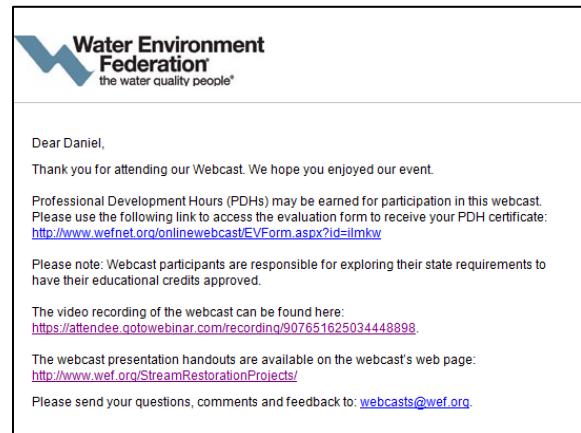 Water Environment
Federation®
the water quality people®
Dear Daniel,
Thank you for attending our Webcast. We hope you enjoyed our event.
Professional Development Hours (PDHs) may be earned for participation in this webcast.
Please use the following link to access the evaluation form to receive your PDH certificate:
http://www.wefnet.org/onlinewebcast/EVForm.aspx?id=ilmkw
Please note: Webcast participants are responsible for exploring their state requirements to
have their educational credits approved.
The video recording of the webcast can be found here:
https://attendee.gotowebinar.com/recording/907651625034448898.
The webcast presentation handouts are available on the webcast's web page:
http://www.wef.org/StreamRestorationProjects/
Please send your questions, comments and feedback to: webcasts@wef.org.